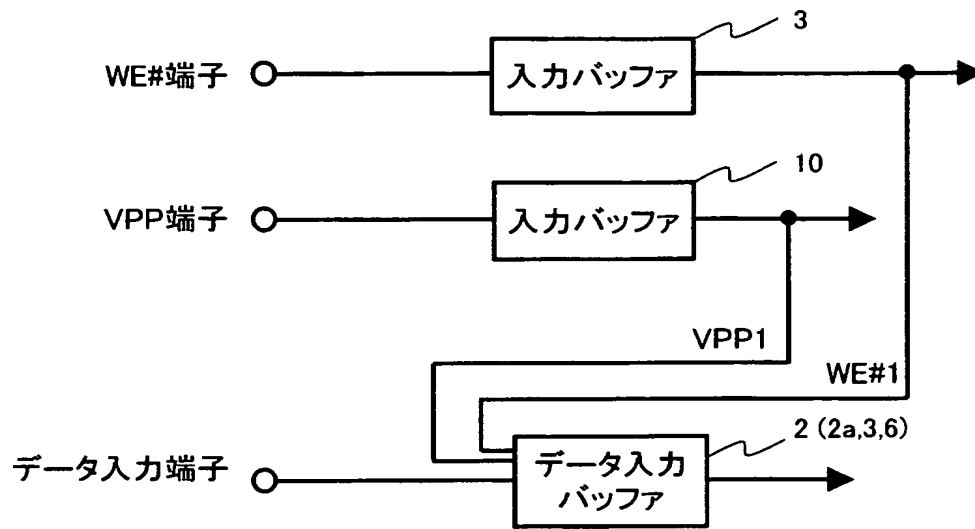 3
WE#端子
入力バッファ
10
VPP端子
入力バッファ
VPP1
WE#1
2 (2a,3,6)
データ入力端子
データ入力
バッファ